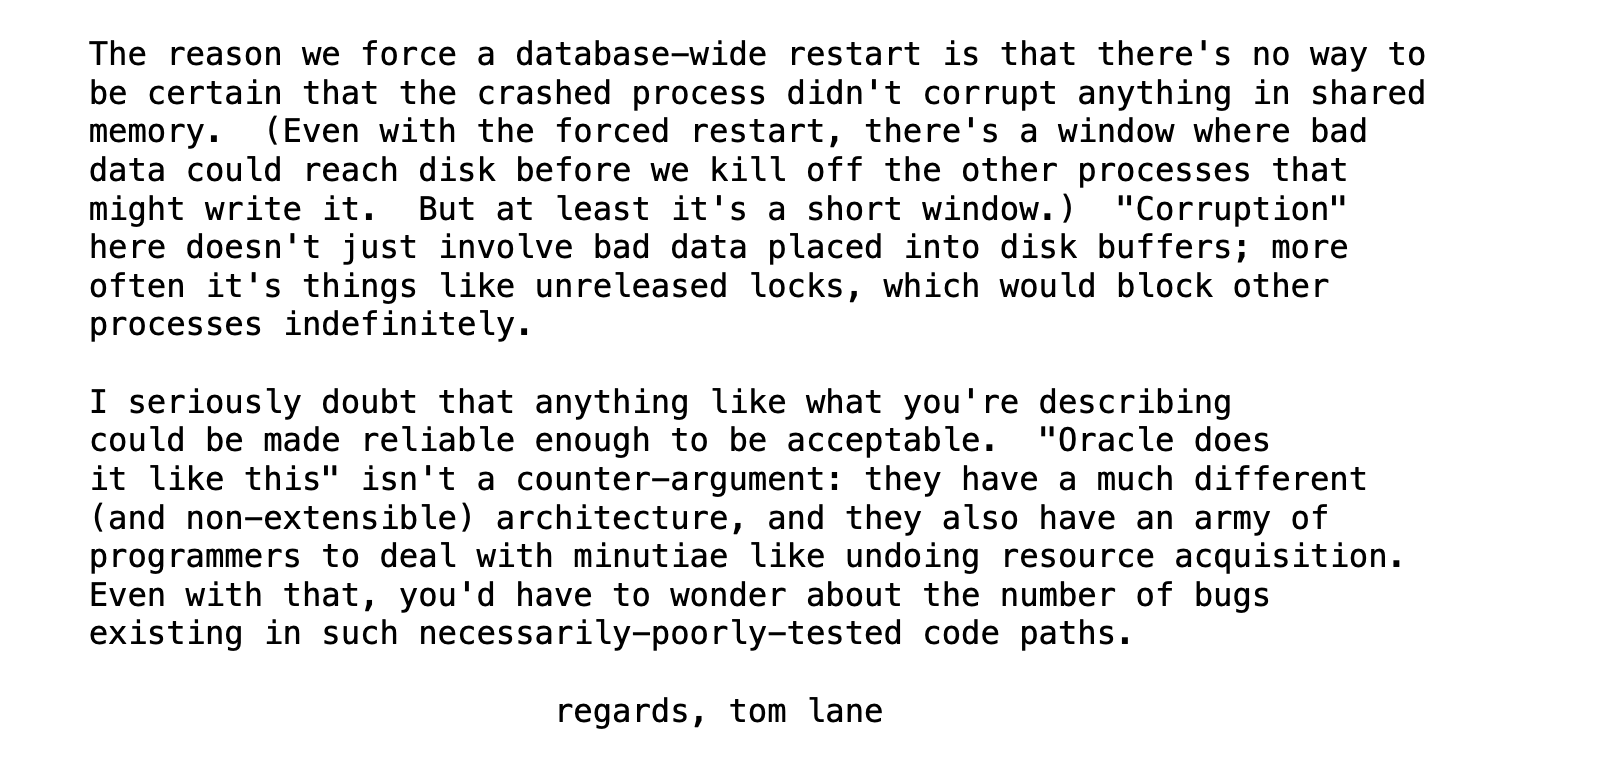 The reason we force a database-wide restart is that there's no way to
be certain that the crashed process didn't corrupt anything in shared
memory.  (Even with the forced restart, there's a window where bad
data could reach disk before we kill off the other processes that
might write it.  But at least it's a short window.)  "Corruption"
here doesn't just involve bad data placed into disk buffers; more
often it's things like unreleased locks, which would block other
processes indefinitely.

I seriously doubt that anything like what you're describing
could be made reliable enough to be acceptable.  "Oracle does
it like this" isn't a counter-argument: they have a much different
(and non-extensible) architecture, and they also have an army of
programmers to deal with minutiae like undoing resource acquisition.
Even with that, you'd have to wonder about the number of bugs
existing in such necessarily-poorly-tested code paths.

regards, tom lane